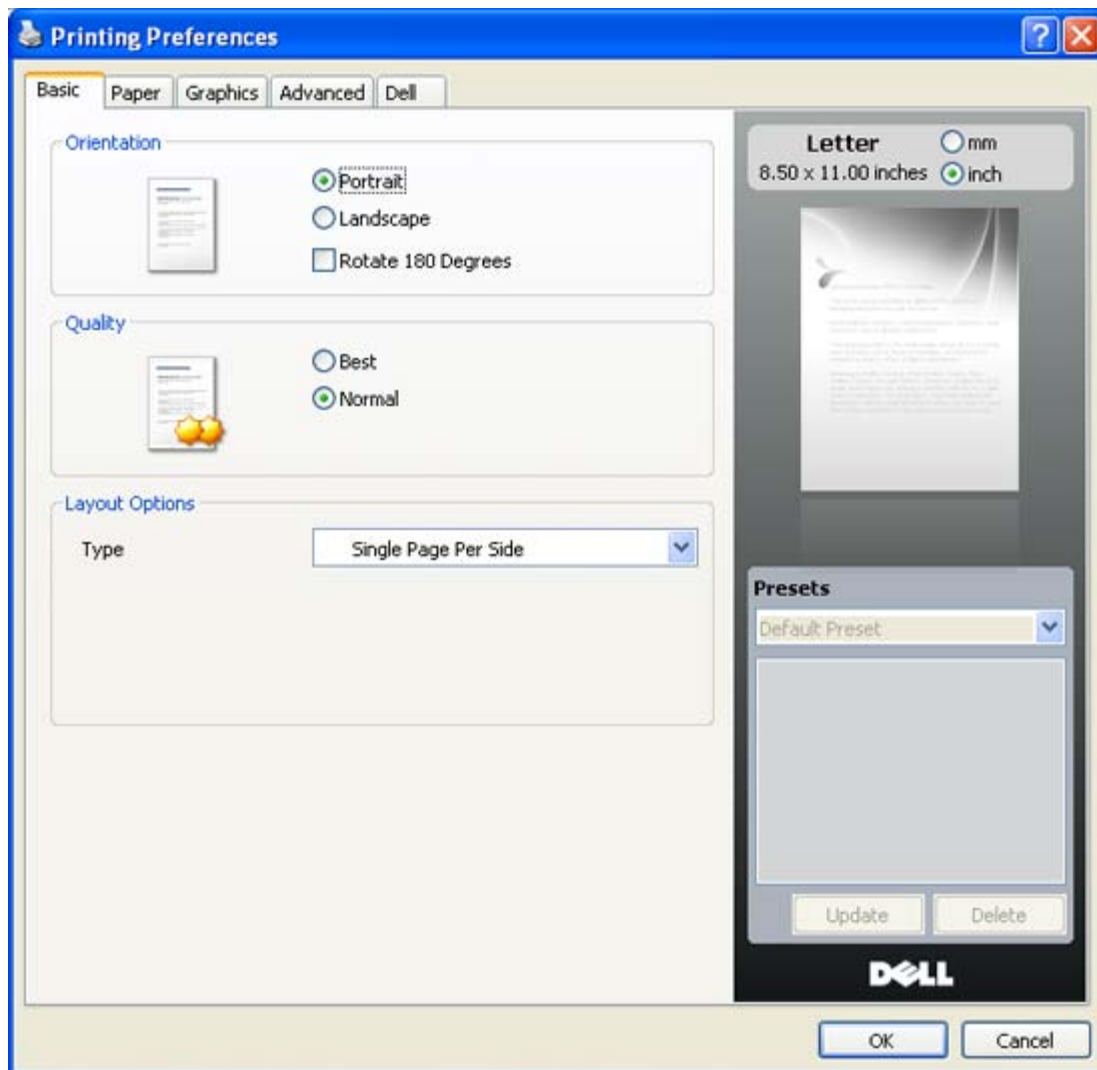 Printing Preferences
Basic
Paper
Graphics
Advanced
Dell
Orientation
Portrait
Landscape
Rotate 180 Degrees
Quality
Best
Normal
Layout Options
Type
Single Page Per Side
Letter
mm
8.50 x 11.00 inches
inch
Presets
Default Preset
Update
Delete
DELL
OK
Cancel